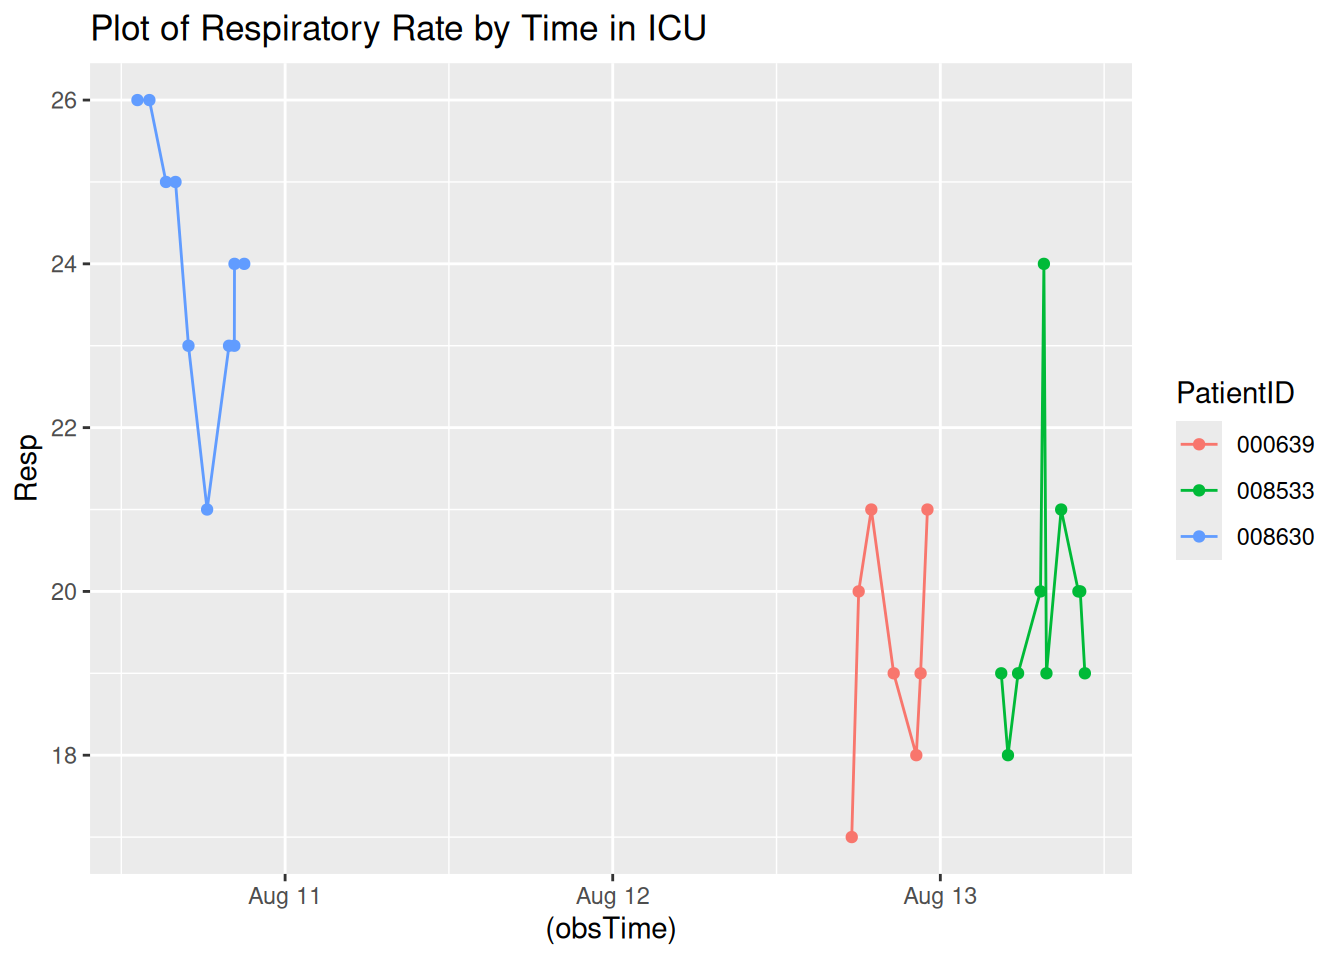 Plot of Respiratory Rate by Time in ICU
26
24
22
20
18
Resp
Aug 11
Aug 12
Aug 13
(obsTime)
PatientID
000639
008533
008630